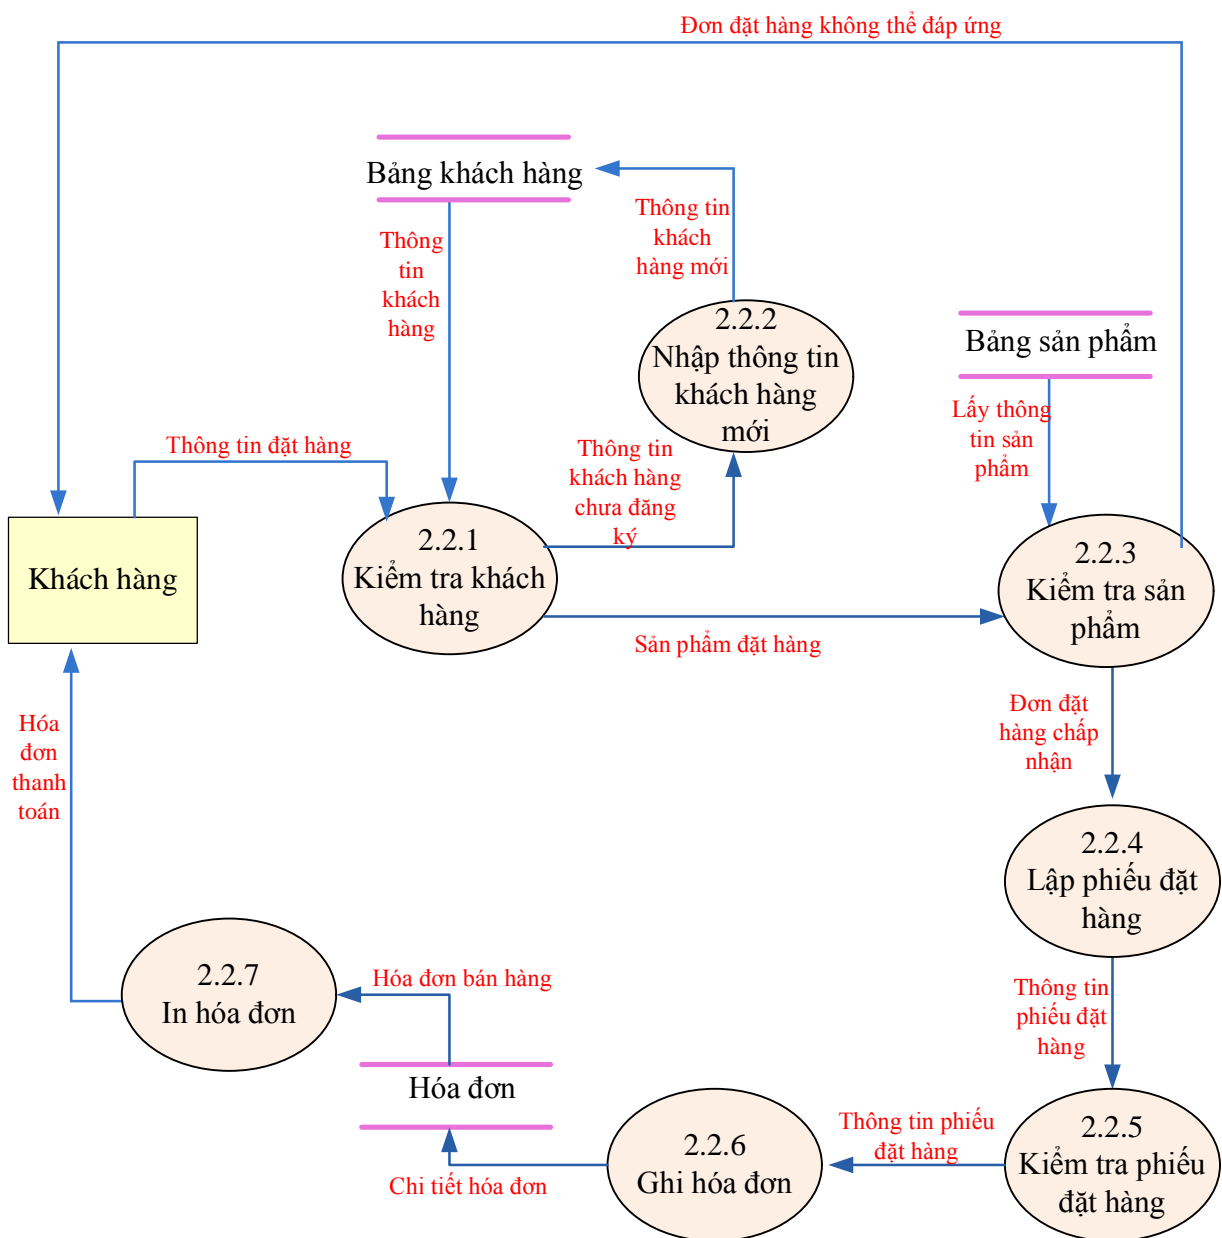 Đơn đặt hàng không thể đáp ứng
Bảng khách hàng
Thông tin
khách
hàng mới
Thông
tin
khách
hàng
2.2.2
Nhập thông tin
khách hàng
mới
Bảng sản phẩm
Lấy thông
tin sản
phẩm
Thông tin đặt hàng
Thông tin
khách hàng
chưa đăng
ký
Khách hàng
2.2.1
Kiểm tra khách
hàng
2.2.3
Kiểm tra sản
phẩm
Sản phẩm đặt hàng
Hóa
đơn
thanh
toán
Đơn đặt
hàng chấp
nhận
2.2.4
Lập phiếu đặt
hàng
2.2.7
In hóa đơn
Hóa đơn bán hàng
Thông tin
phiếu đặt
hàng
Hóa đơn
Chi tiết hóa đơn
2.2.6
Ghi hóa đơn
Thông tin phiếu
đặt hàng
2.2.5
Kiểm tra phiếu
đặt hàng